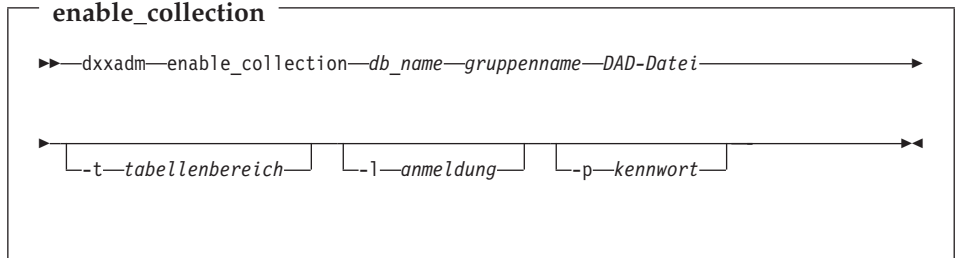 enable_collection
dxxadm enable_collection db_name gruppenname DAD-Datei
-t tabellenbereich -l anmeldung -p kennwort